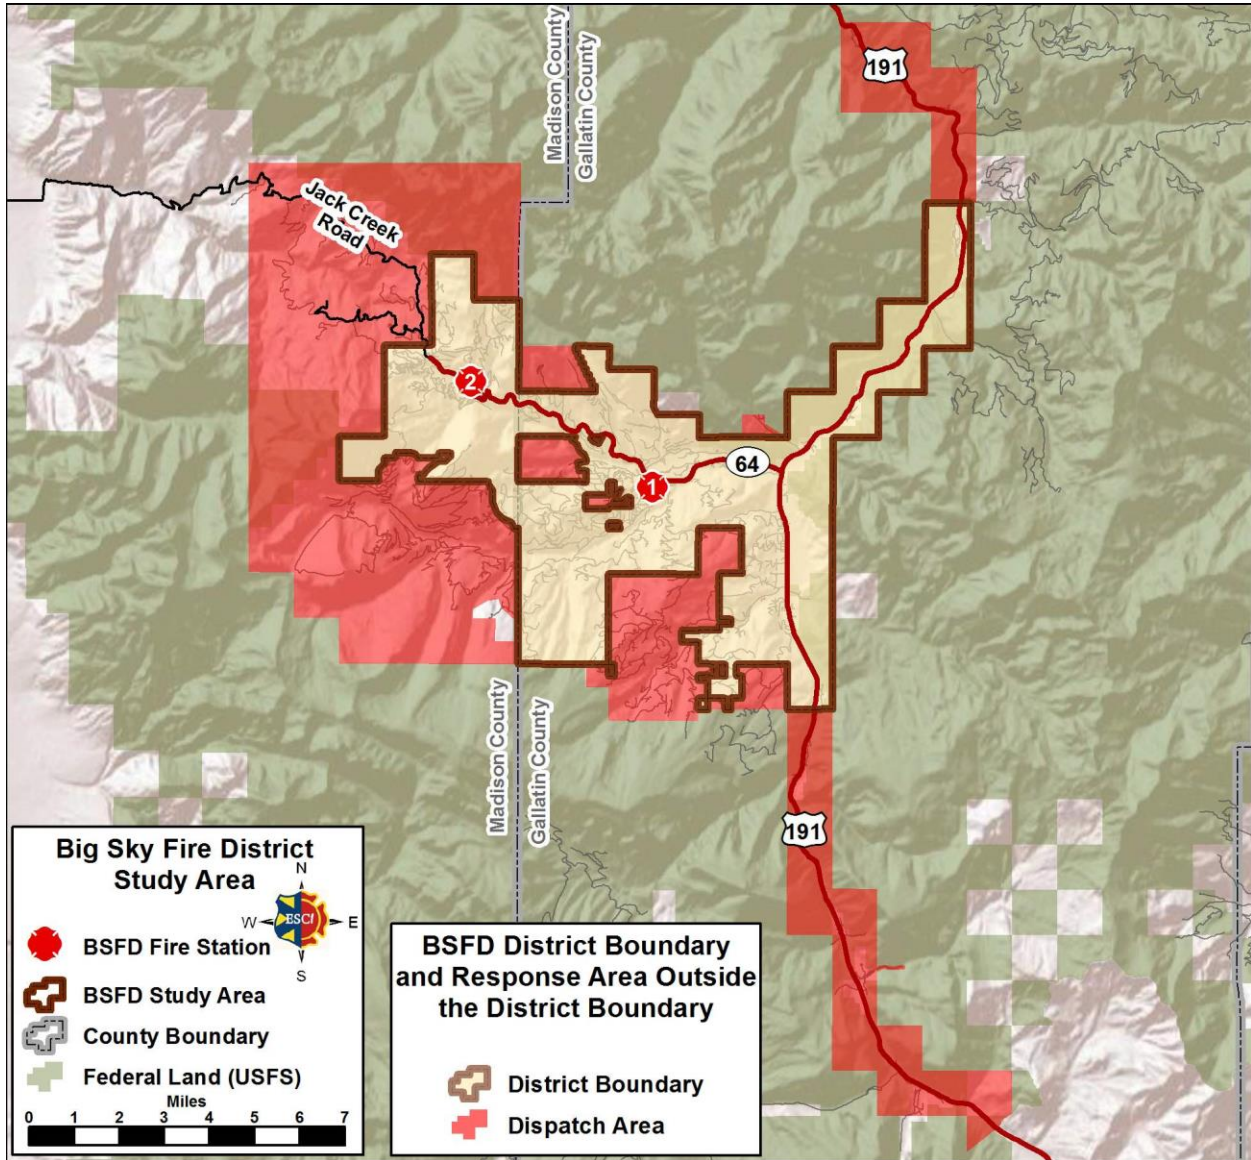 191
Madison County
Gallatin County
Jack Creek
Road
2
64
1
Madison County
Gallatin County
191
Big Sky Fire District
Study Area
N
W
ESCI
E
S
BSFD Fire Station
BSFD Study Area
County Boundary
Federal Land (USFS)
Miles
0 1 2 3 4 5 6 7
BSFD District Boundary
and Response Area Outside
the District Boundary
District Boundary
Dispatch Area